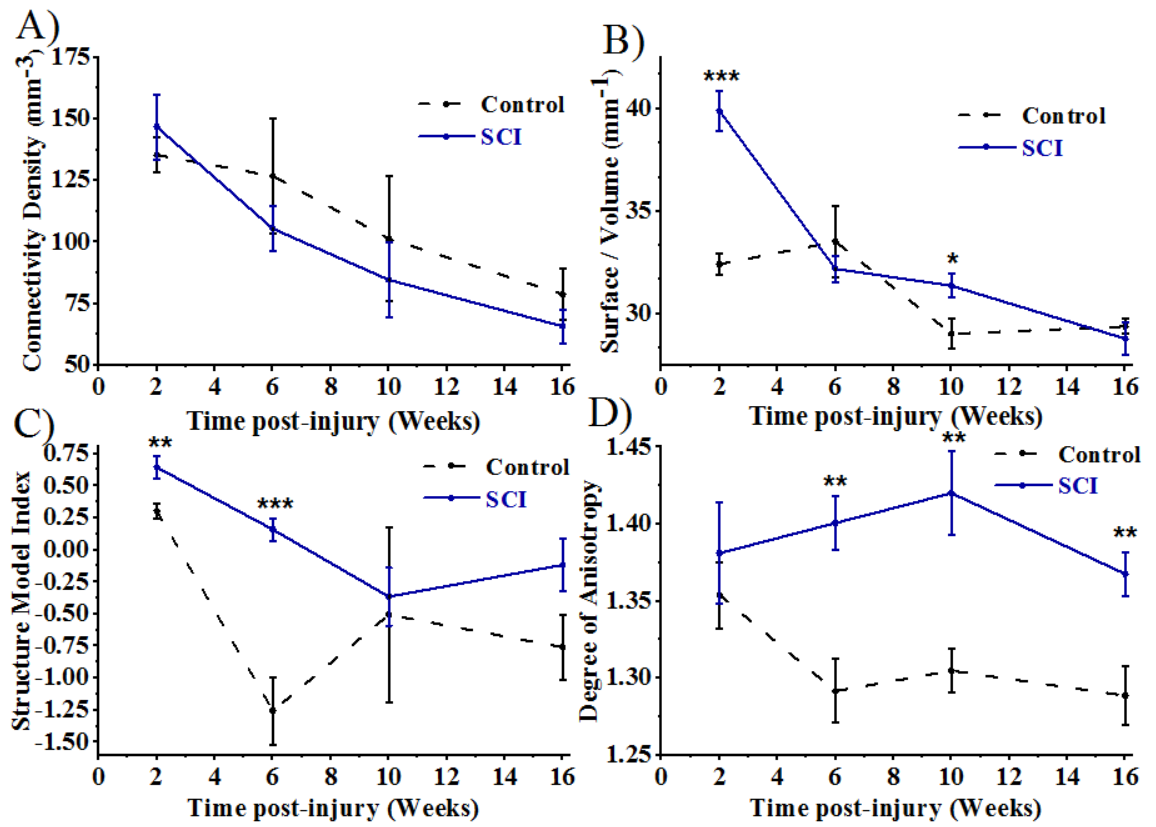 A)
Connectivity Density (mm-3)
175
150
125
100
75
50
Control
SCI
0 2 4 6 8 10 12 14 16
Time post-injury (Weeks)
B)
Surface / Volume (mm-1)
40
35
30
***
*
Control
SCI
0 2 4 6 8 10 12 14 16
Time post-injury (Weeks)
C)
Structure Model Index
0.75
0.50
0.25
0.00
-0.25
-0.50
-0.75
-1.00
-1.25
-1.50
**
***
Control
SCI
0 2 4 6 8 10 12 14 16
Time post-injury (Weeks)
D)
Degree of Anisotropy
1.45
1.40
1.35
1.30
1.25
**
**
**
Control
SCI
0 2 4 6 8 10 12 14 16
Time post-injury (Weeks)